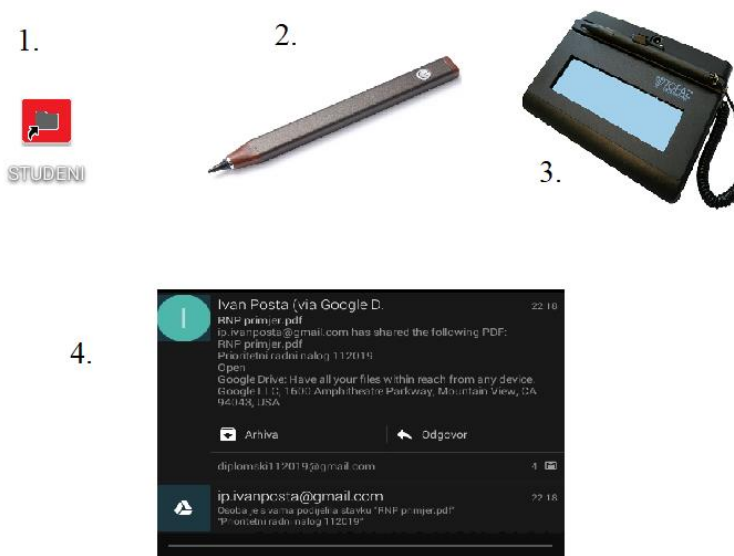 1.
2.
3.
STUDENI
4.
Ivan Posta (via Google D.
22:18
RNP primjer.pdf
ip.ivanposta@gmail.com has shared the following PDF:
RNP primjer.pdf
Prioritetni radni nalog 112019
Open
Google Drive: Have all your files within reach from any device.
Google LLC, 1600 Amphitheatre Parkway, Mountain View, CA
94043, USA
Arhiva
Odgovor
diplomski112019@gmail.com
4
ip.ivanposta@gmail.com
22:18
Osoba je s vama podijelila stavku "RNP primjer.pdf"
"Prioritetni radni nalog 112019"